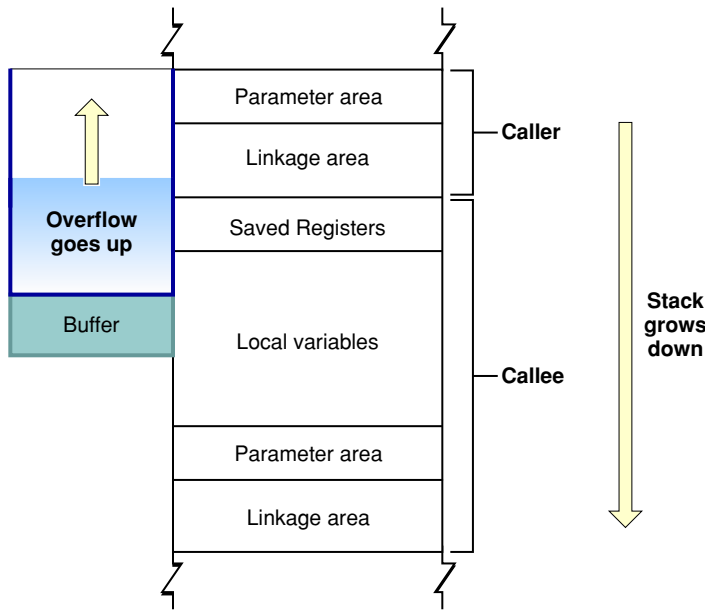 Parameter area
Linkage area
Caller
Overflow
goes up
Saved Registers
Buffer
Local variables
Callee
Stack
grows
down
Parameter area
Linkage area